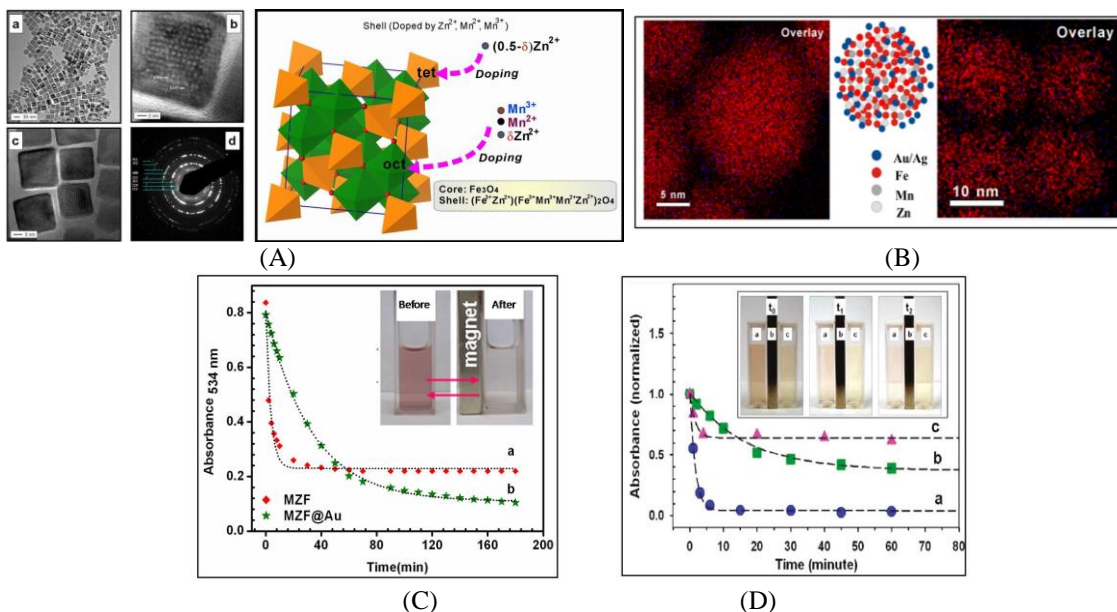 a
b
c
d
Shell (Doped by Zn²⁺, Mn²⁺, Mn³⁺)
(0.5-δ)Zn²⁺
tet
Doping
Mn³⁺
Mn²⁺
δZn²⁺
oct
Doping
Core: Fe₃O₄
Shell: (Fe³⁺Zn²⁺)(Fe³⁺Mn³⁺Mn²⁺Zn²⁺)₂O₄
(A)
Overlay
5 nm
Au/Ag
Fe
Mn
Zn
Overlay
10 nm
(B)
Absorbance 534 nm
0.8
0.6
0.4
0.2
0.0
Before
magnet
After
a
b
MZF
MZF@Au
0 40 80 120 160 200
Time(min)
(C)
Absorbance (normalized)
1.5
1.0
0.5
0.0
t₀
t₁
t₂
a b c
a b c
a b c
c
b
a
0 10 20 30 40 50 60 70 80
Time (minute)
(D)